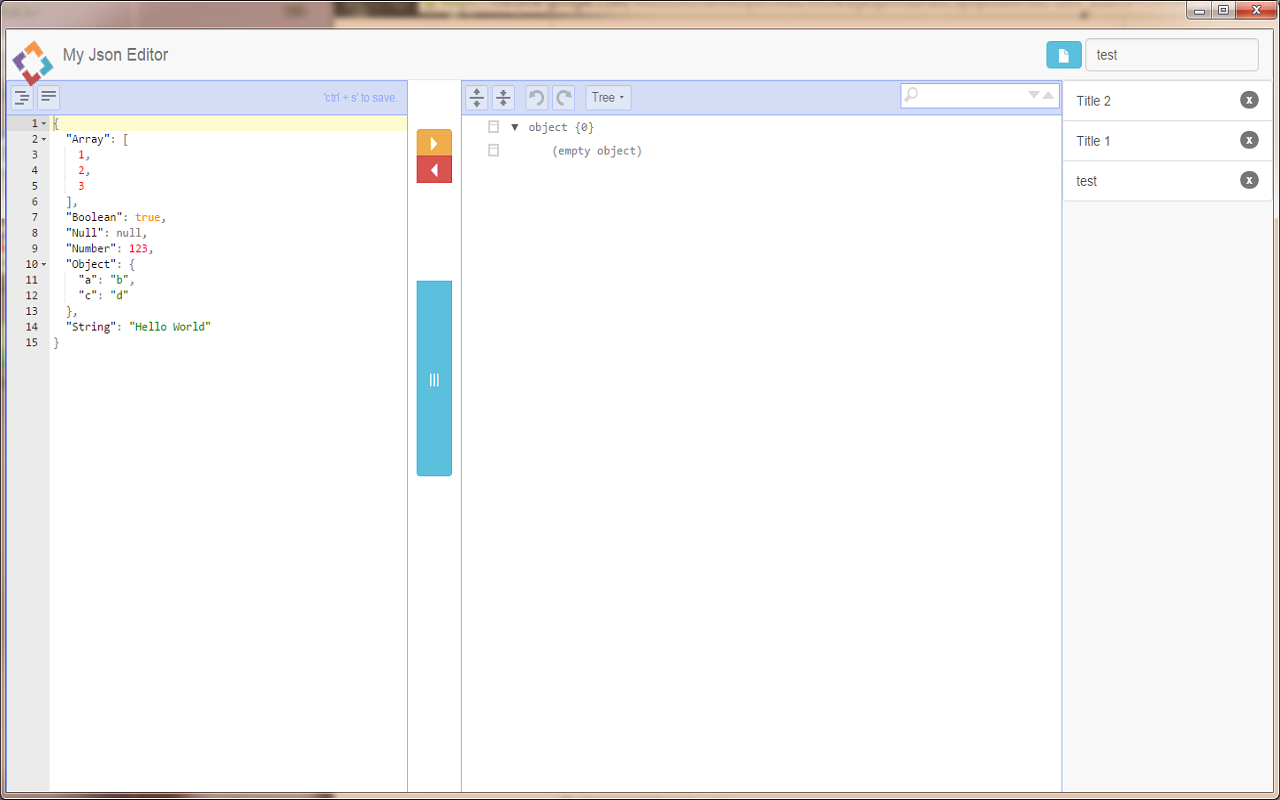 My Json Editor
test
'ctrl + s' to save.
Tree
Title 2
Title 1
test
1 {
2 "Array": [
3 1,
4 2,
5 3
6 ],
7 "Boolean": true,
8 "Null": null,
9 "Number": 123,
10 "Object": {
11 "a": "b",
12 "c": "d"
13 },
14 "String": "Hello World"
15 }
object {0}
(empty object)